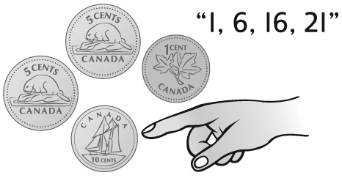 "1, 6, 16, 21"
5 CENTS
CANADA
1 CENT
CANADA
5 CENTS
CANADA
CANADA
10 CENTS